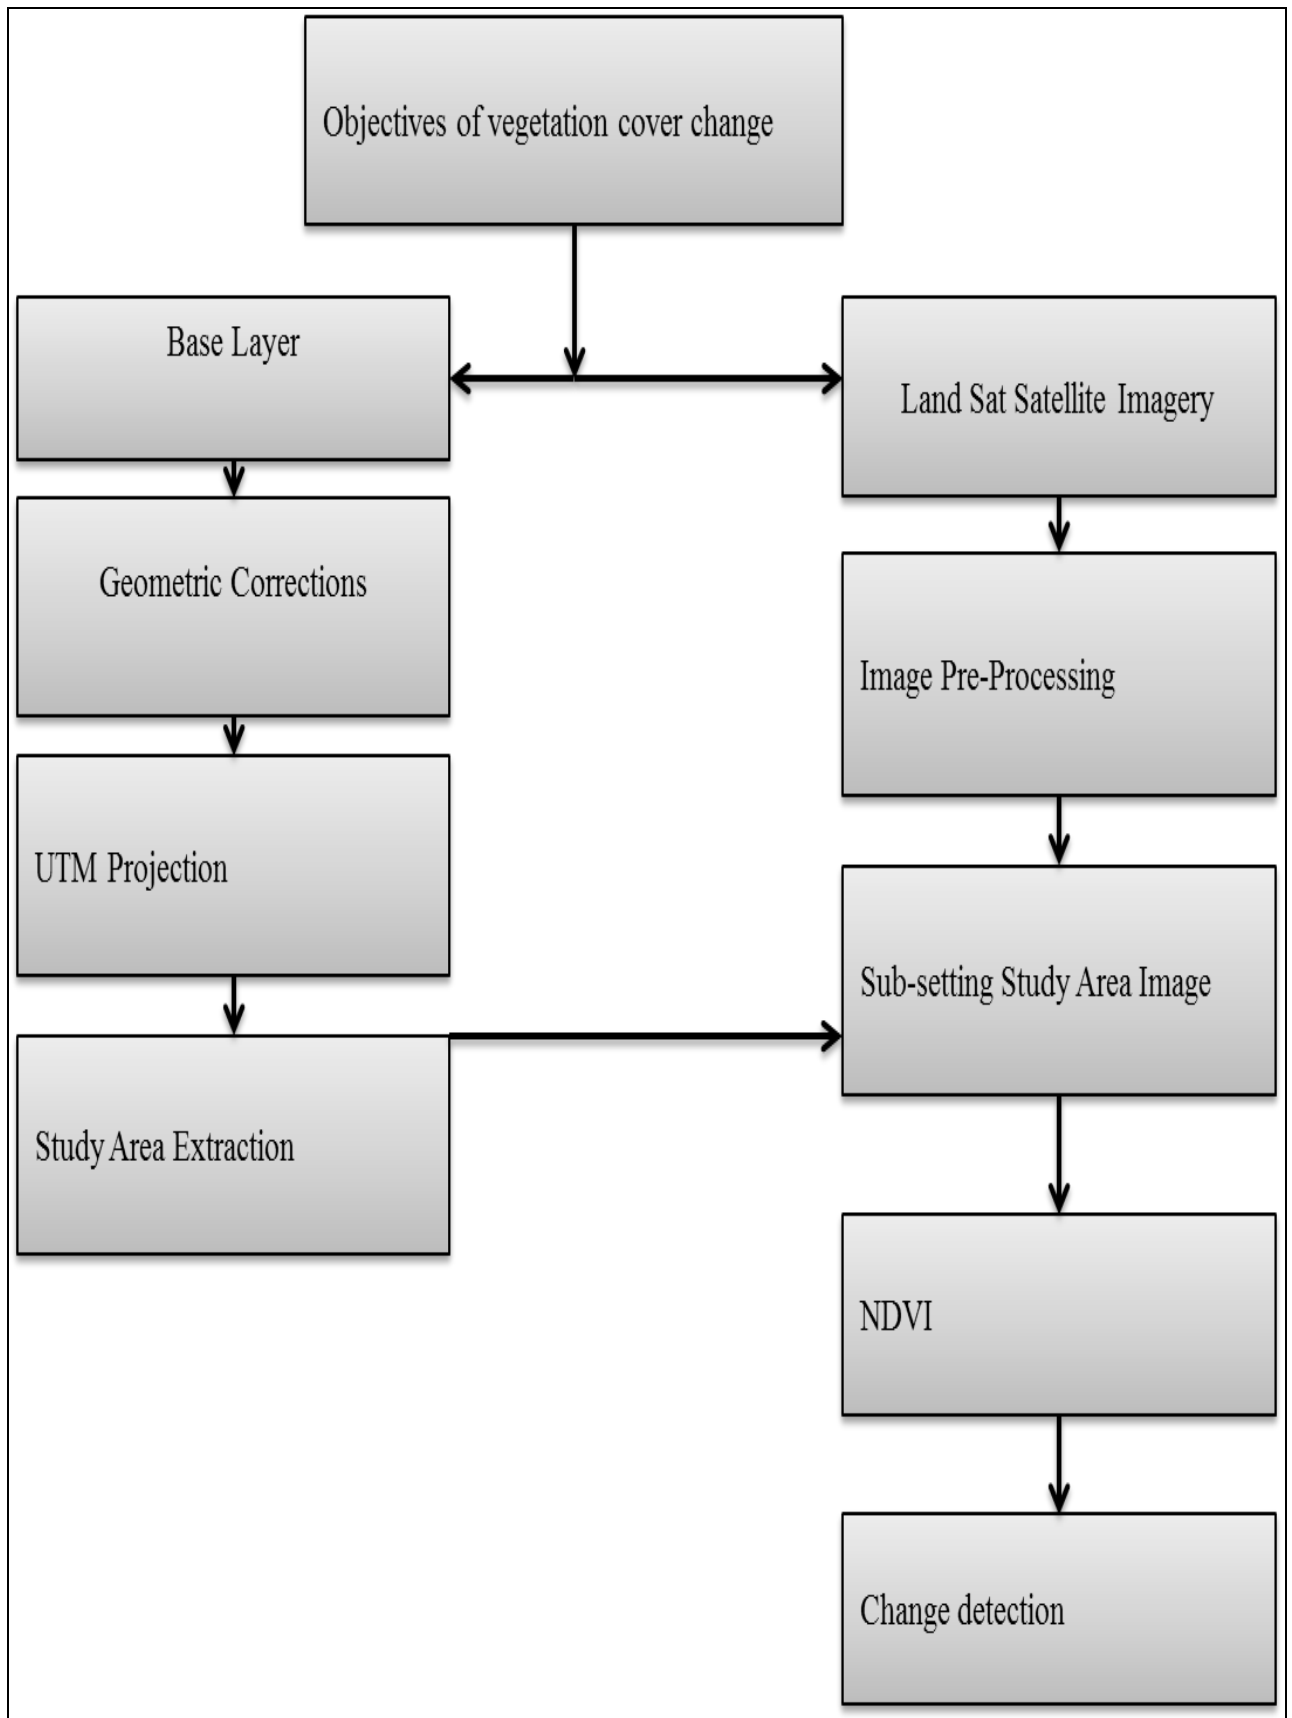 Objectives of vegetation cover change
Base Layer
Land Sat Satellite Imagery
Geometric Corrections
Image Pre-Processing
UTM Projection
Sub-setting Study Area Image
Study Area Extraction
NDVI
Change detection